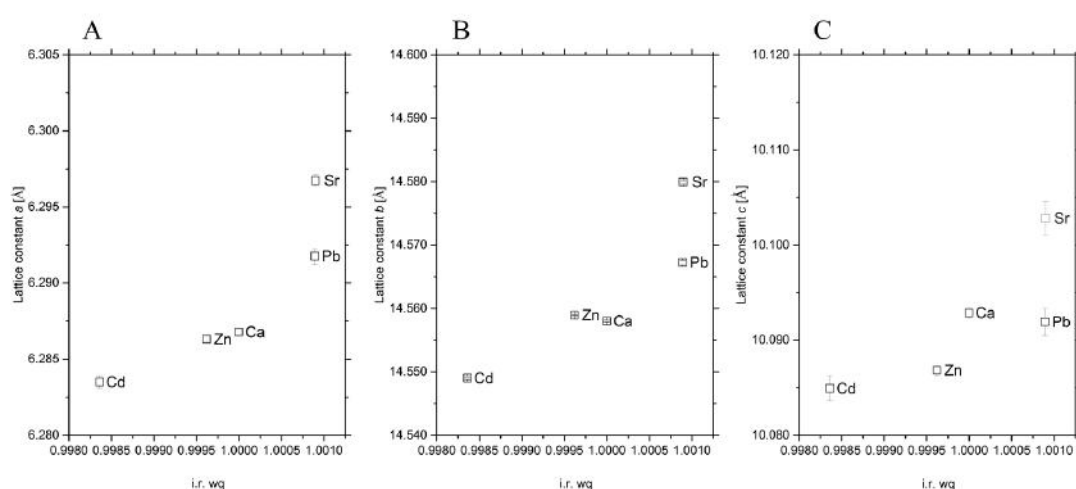 A
6.305
6.300
6.295
6.290
6.285
6.280
Lattice constant a [Å]
Sr
Pb
Zn
Ca
Cd
0.9980 0.9985 0.9990 0.9995 1.0000 1.0005 1.0010
i.r. wg
B
14.600
14.590
14.580
14.570
14.560
14.550
14.540
Lattice constant b [Å]
Sr
Pb
Zn
Ca
Cd
0.9980 0.9985 0.9990 0.9995 1.0000 1.0005 1.0010
i.r. wg
C
10.120
10.110
10.100
10.090
10.080
Lattice constant c [Å]
Sr
Ca
Pb
Zn
Cd
0.9980 0.9985 0.9990 0.9995 1.0000 1.0005 1.0010
i.r. wg